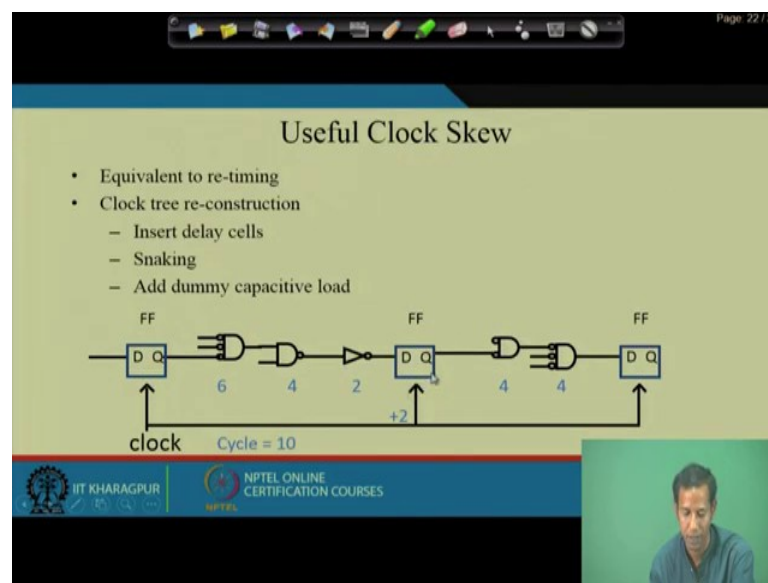 Page: 22/
Useful Clock Skew
• Equivalent to re-timing
• Clock tree re-construction
– Insert delay cells
– Snaking
– Add dummy capacitive load
FF FF FF
D Q D Q D Q
6 4 2 4 4
+2
clock Cycle = 10
IIT KHARAGPUR
NPTEL
NPTEL ONLINE
CERTIFICATION COURSES